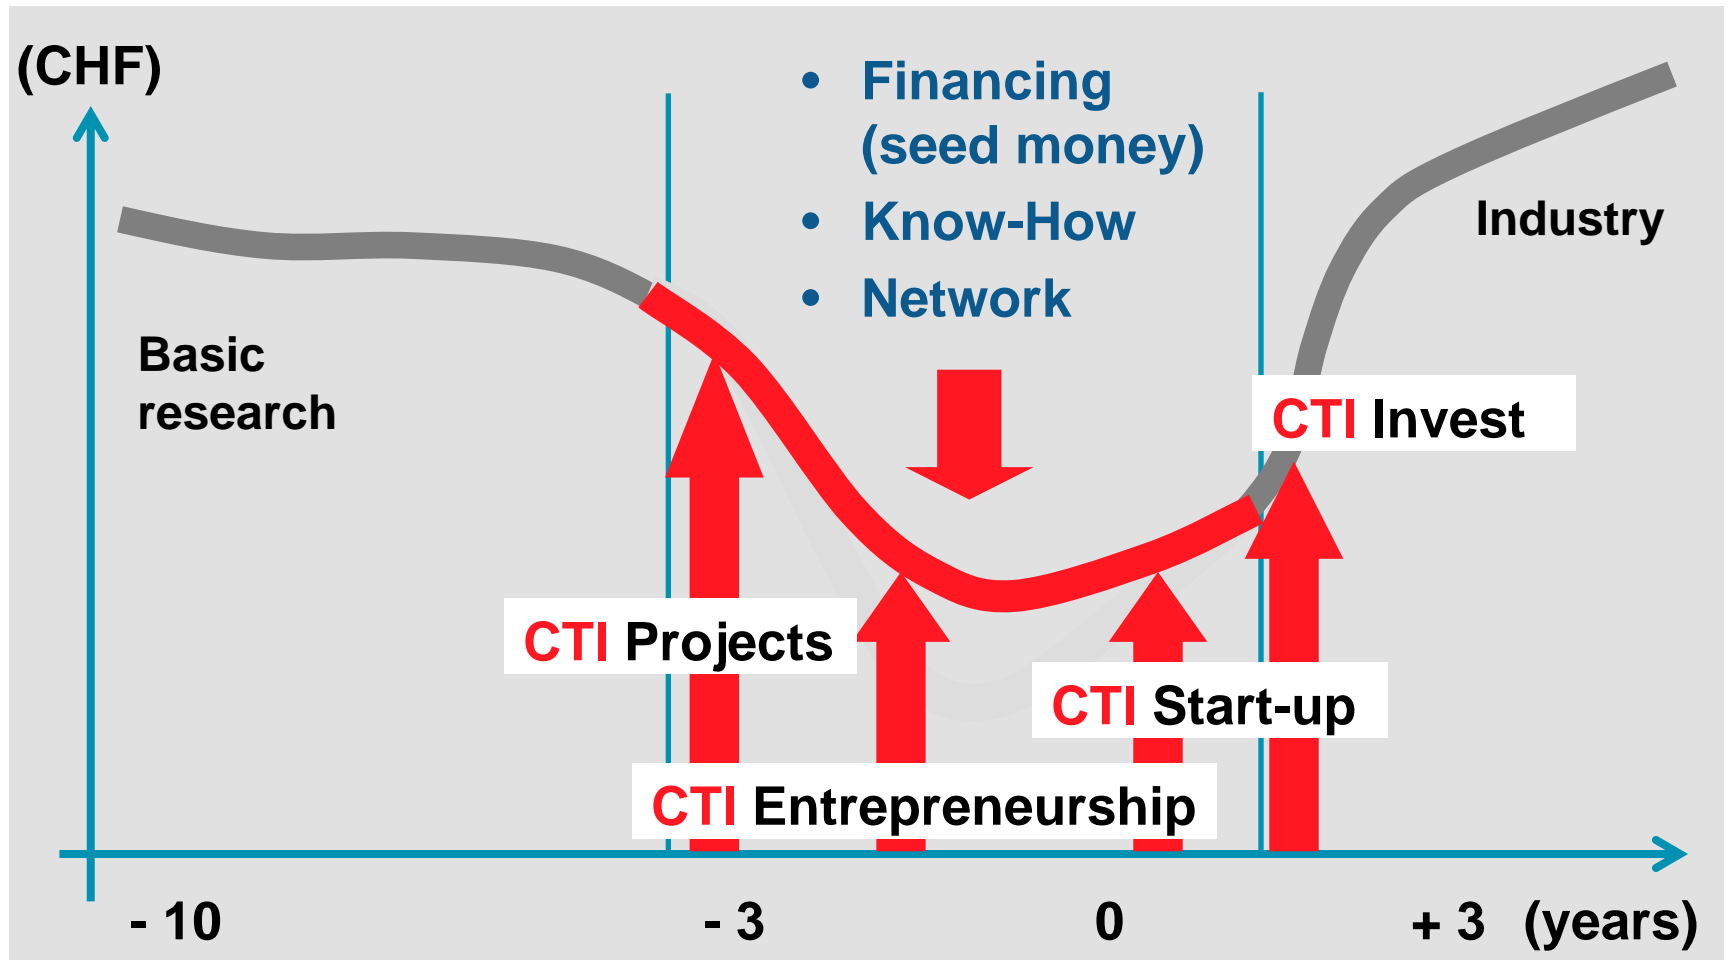 (CHF)
• Financing
(seed money)
• Know-How
• Network
Industry
Basic
research
CTI Invest
CTI Projects
CTI Start-up
CTI Entrepreneurship
- 10 - 3 0 + 3 (years)